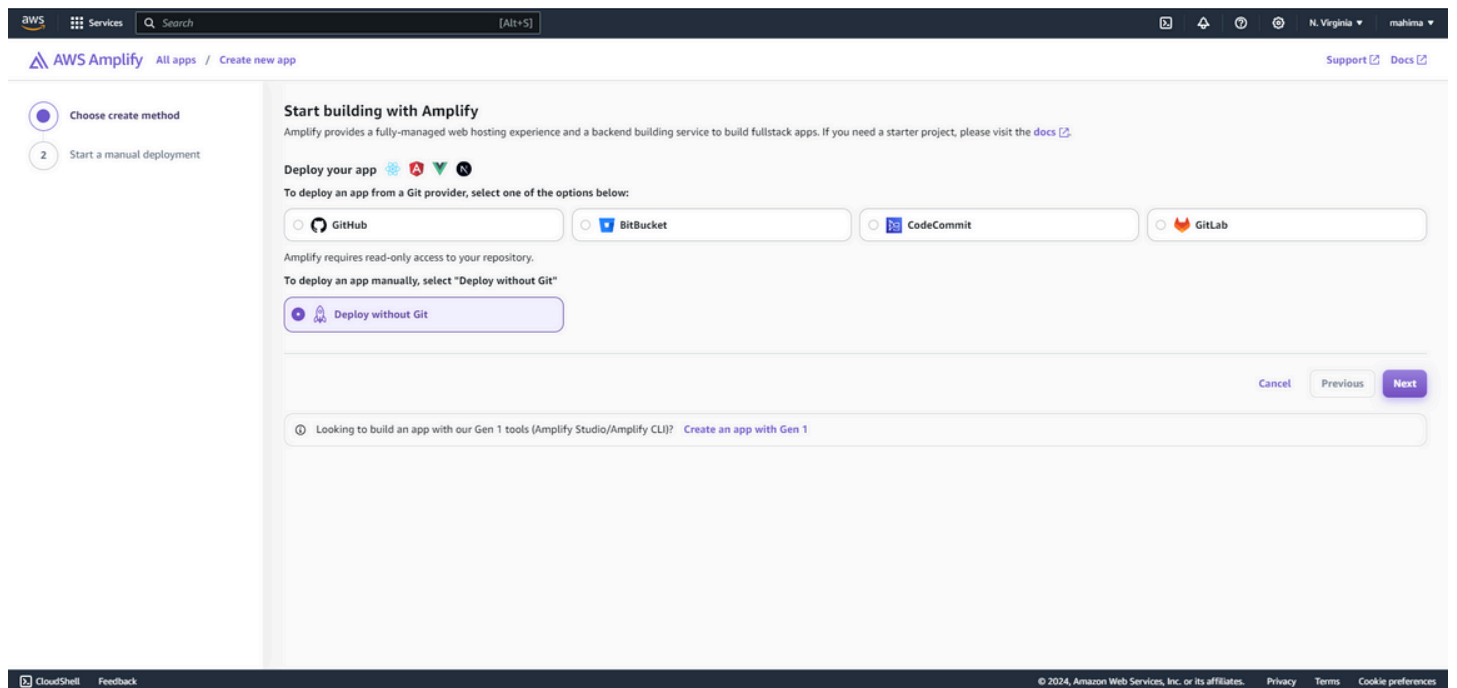 aws Services Search [Alt+S] N. Virginia mahima
AWS Amplify All apps / Create new app Support Docs
Choose create method
2 Start a manual deployment
Start building with Amplify
Amplify provides a fully-managed web hosting experience and a backend building service to build fullstack apps. If you need a starter project, please visit the docs.
Deploy your app N
To deploy an app from a Git provider, select one of the options below:
GitHub BitBucket CodeCommit GitLab
Amplify requires read-only access to your repository.
To deploy an app manually, select "Deploy without Git"
Deploy without Git
Cancel Previous Next
Looking to build an app with our Gen 1 tools (Amplify Studio/Amplify CLI)? Create an app with Gen 1
CloudShell Feedback © 2024, Amazon Web Services, Inc. or its affiliates. Privacy Terms Cookie preferences